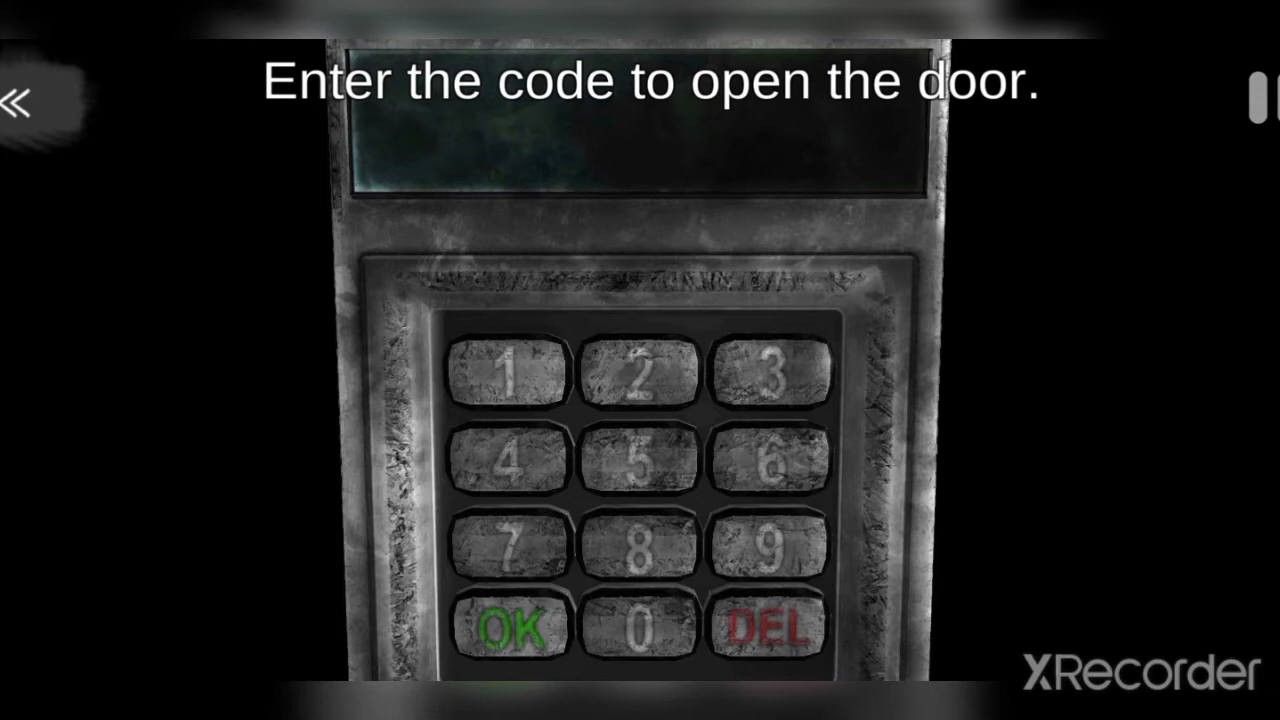 Enter the code to open the door.
1 2 3
4 5 6
7 8 9
OK 0 DEL
XRecorder